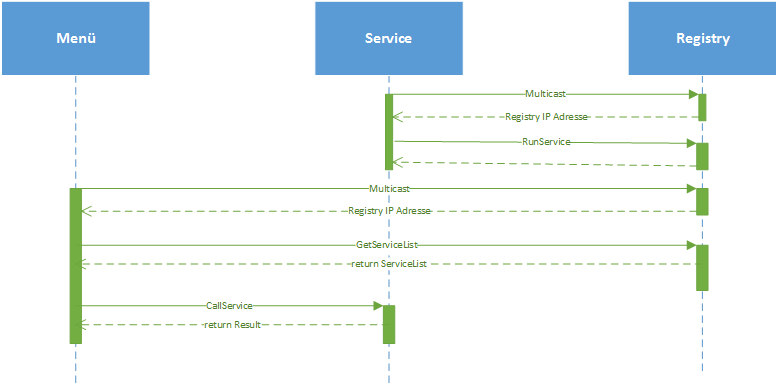 Menü
Service
Registry
Multicast
Registry IP Adresse
RunService
Multicast
Registry IP Adresse
GetServiceList
return ServiceList
CallService
return Result